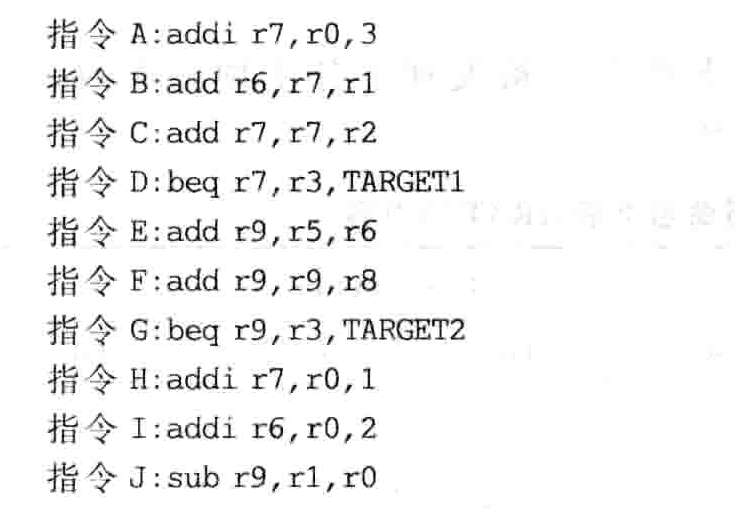 指令 A:addi r7,r0,3
指令 B:add r6,r7,r1
指令 C:add r7,r7,r2
指令 D:beq r7,r3,TARGET1
指令 E:add r9,r5,r6
指令 F:add r9,r9,r8
指令 G:beq r9,r3,TARGET2
指令 H:addi r7,r0,1
指令 I:addi r6,r0,2
指令 J:sub r9,r1,r0